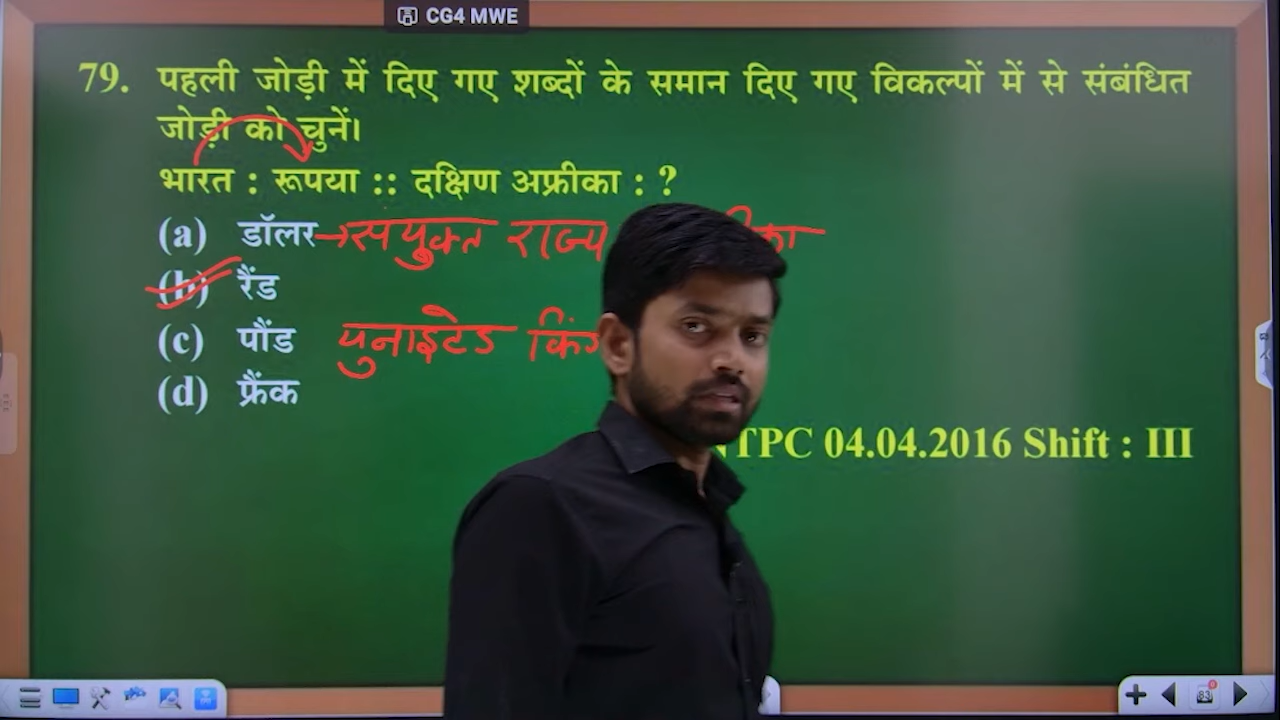 CG4 MWE
79. पहली जोड़ी में दिए गए शब्दों के समान दिए गए विकल्पों में से संबंधित
जोड़ी को चुनें।
भारत : रूपया :: दक्षिण अफ्रीका : ?
(a) डॉलर→संयुक्त राज्य
(b) रैंड
(c) पौंड युनाइटेड
(d) फ्रैंक
NTPC 04.04.2016 Shift : III